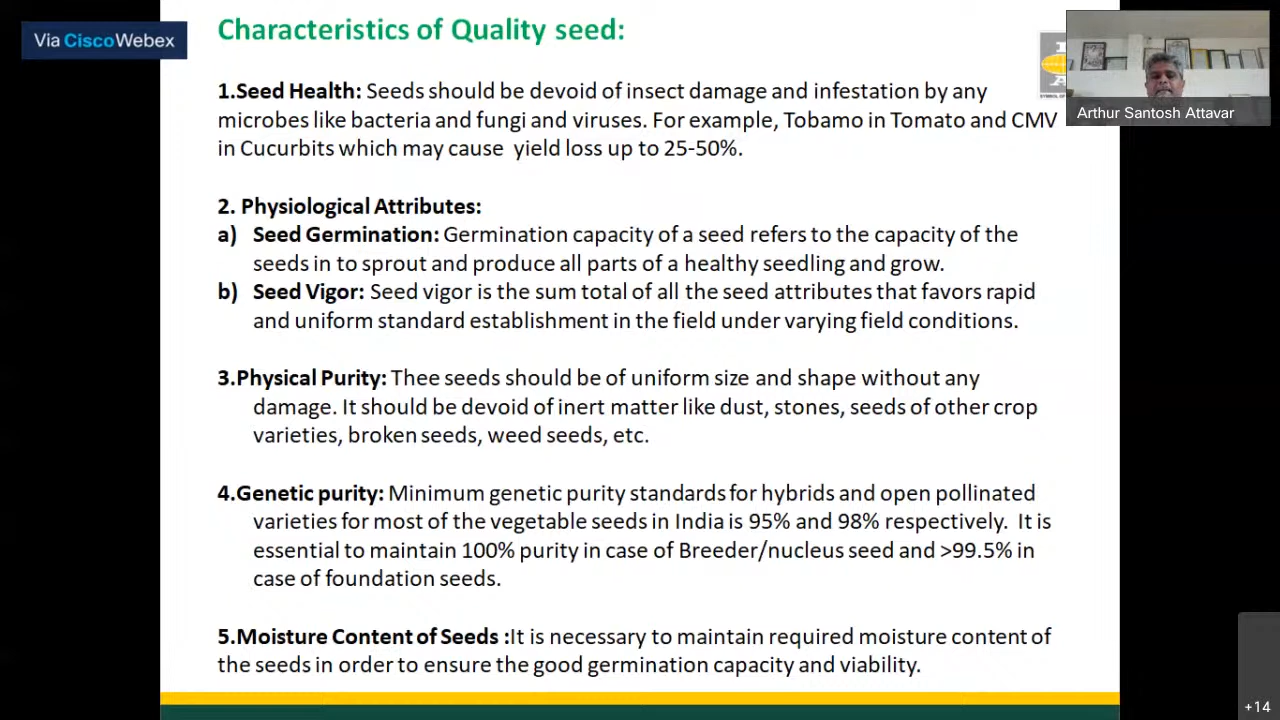 Via CiscoWebex
Characteristics of Quality seed:
Arthur Santosh Attavar
1.Seed Health: Seeds should be devoid of insect damage and infestation by any
microbes like bacteria and fungi and viruses. For example, Tobamo in Tomato and CMV
in Cucurbits which may cause yield loss up to 25-50%.
2. Physiological Attributes:
a) Seed Germination: Germination capacity of a seed refers to the capacity of the
seeds in to sprout and produce all parts of a healthy seedling and grow.
b) Seed Vigor: Seed vigor is the sum total of all the seed attributes that favors rapid
and uniform standard establishment in the field under varying field conditions.
3.Physical Purity: Thee seeds should be of uniform size and shape without any
damage. It should be devoid of inert matter like dust, stones, seeds of other crop
varieties, broken seeds, weed seeds, etc.
4.Genetic purity: Minimum genetic purity standards for hybrids and open pollinated
varieties for most of the vegetable seeds in India is 95% and 98% respectively. It is
essential to maintain 100% purity in case of Breeder/nucleus seed and >99.5% in
case of foundation seeds.
5.Moisture Content of Seeds :It is necessary to maintain required moisture content of
the seeds in order to ensure the good germination capacity and viability.
+14